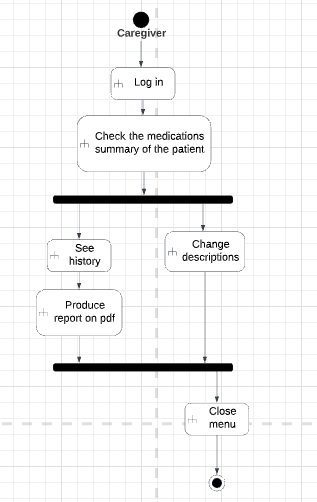 Caregiver
Log in
Check the medications
summary of the patient
See
history
Change
descriptions
Produce
report on pdf
Close
menu